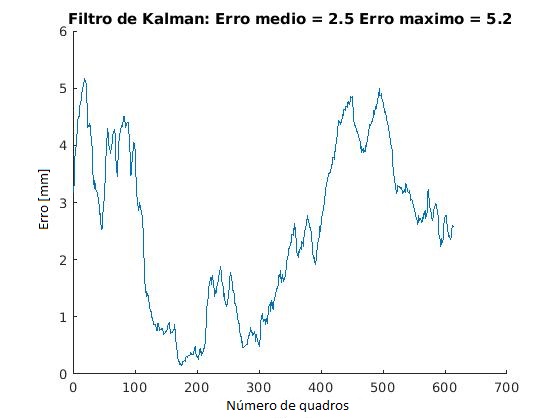 Filtro de Kalman: Erro medio = 2.5 Erro maximo = 5.2
6
5
4
3
2
1
0
Erro [mm]
0 100 200 300 400 500 600 700
Número de quadros